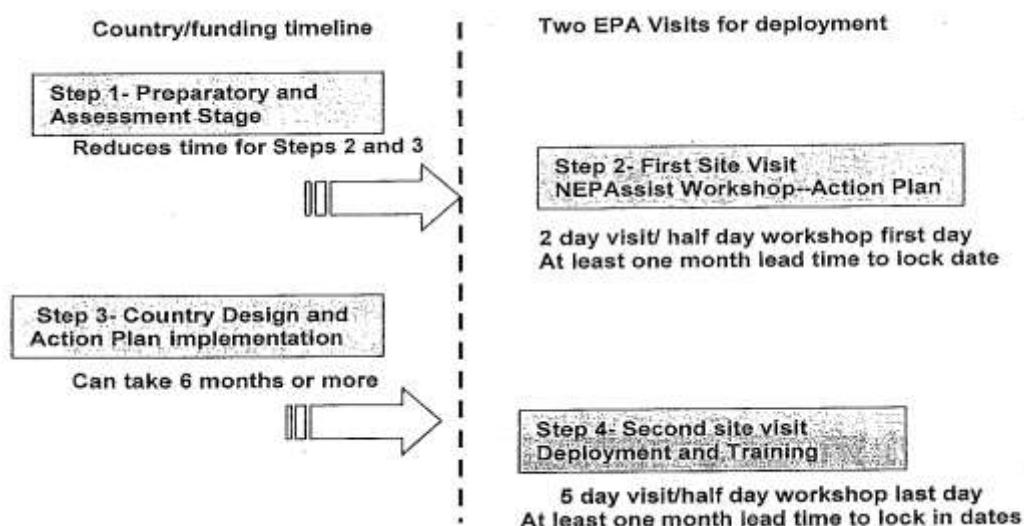 Country/funding timeline
Two EPA Visits for deployment
Step 1- Preparatory and
Assessment Stage
Reduces time for Steps 2 and 3
Step 2- First Site Visit
NEPAssist Workshop--Action Plan
2 day visit/ half day workshop first day
At least one month lead time to lock date
Step 3- Country Design and
Action Plan implementation
Can take 6 months or more
Step 4- Second site visit
Deployment and Training
5 day visit/half day workshop last day
At least one month lead time to lock in dates